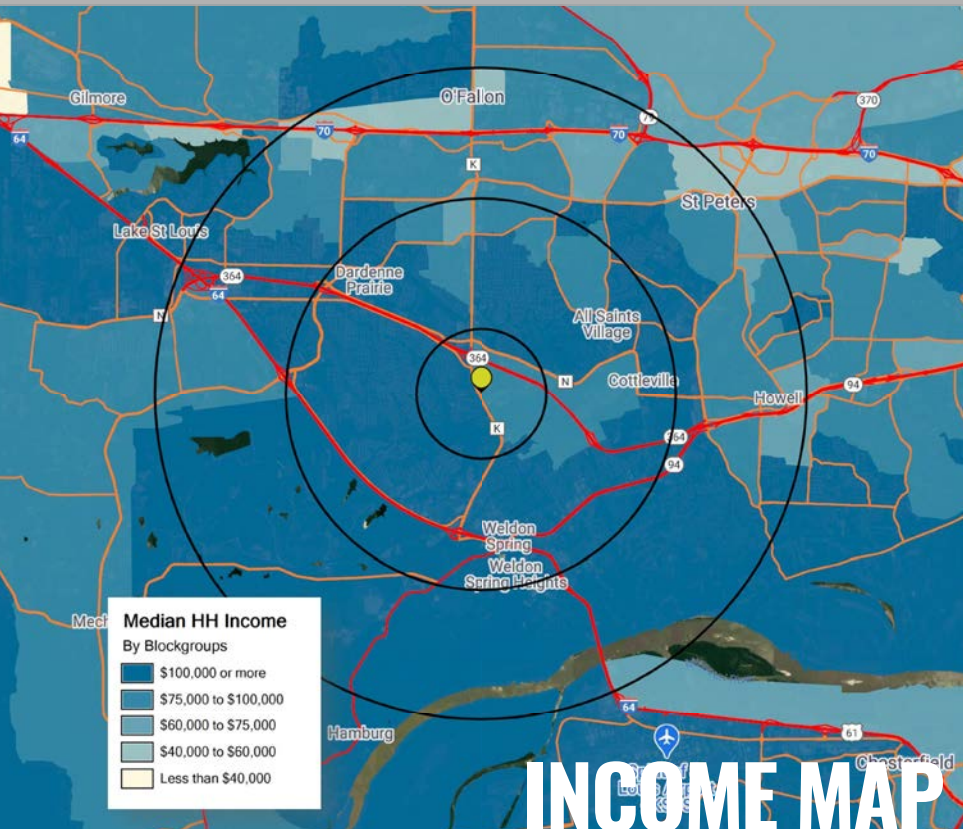 Gilmore
O'Fallon
370
79
64
70
70
70
K
St Peters
Lake St Louis
364
64
Dardenne
Prairie
N
All Saints
Village
364
N
Cottleville
94
Howell
K
364
94
Weldon
Spring
Weldon
Spring Heights
Mech
Median HH Income
By Blockgroups
$100,000 or more
$75,000 to $100,000
$60,000 to $75,000
$40,000 to $60,000
Less than $40,000
64
Hamburg
61
Chesterfield
INCOME MAP